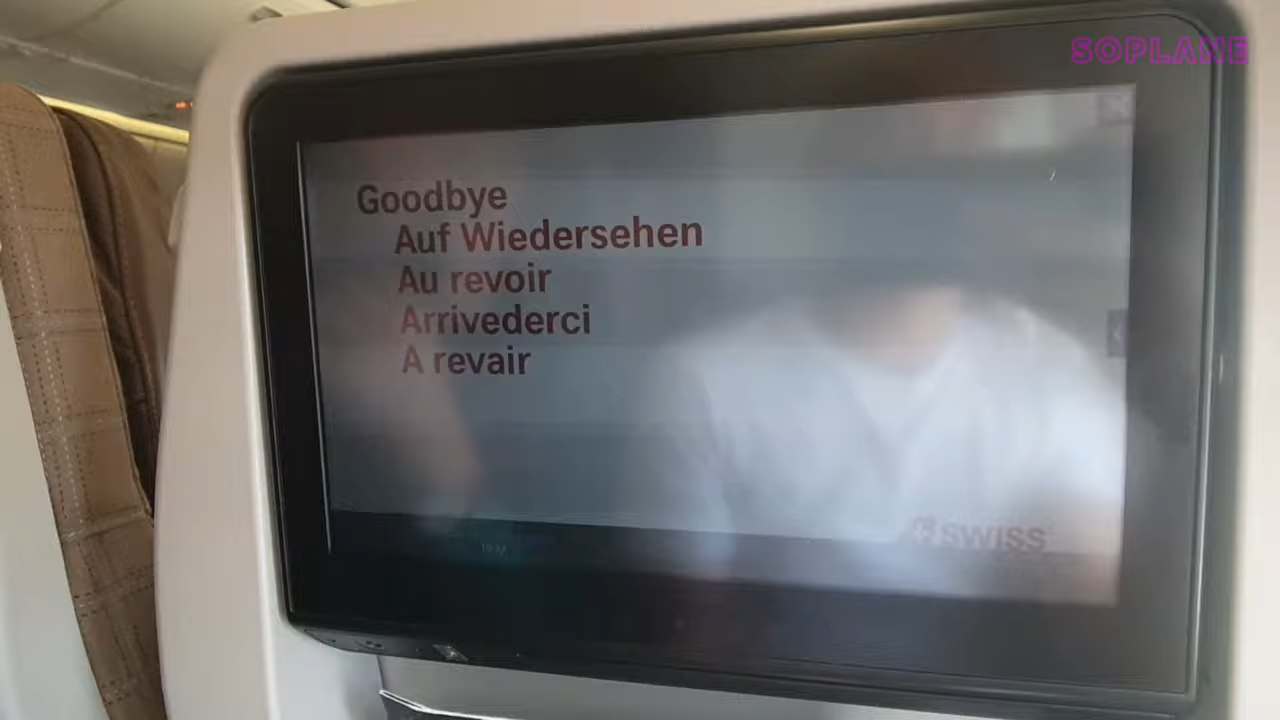 SOPLANE
Goodbye
Auf Wiedersehen
Au revoir
Arrivederci
A revair
swiss